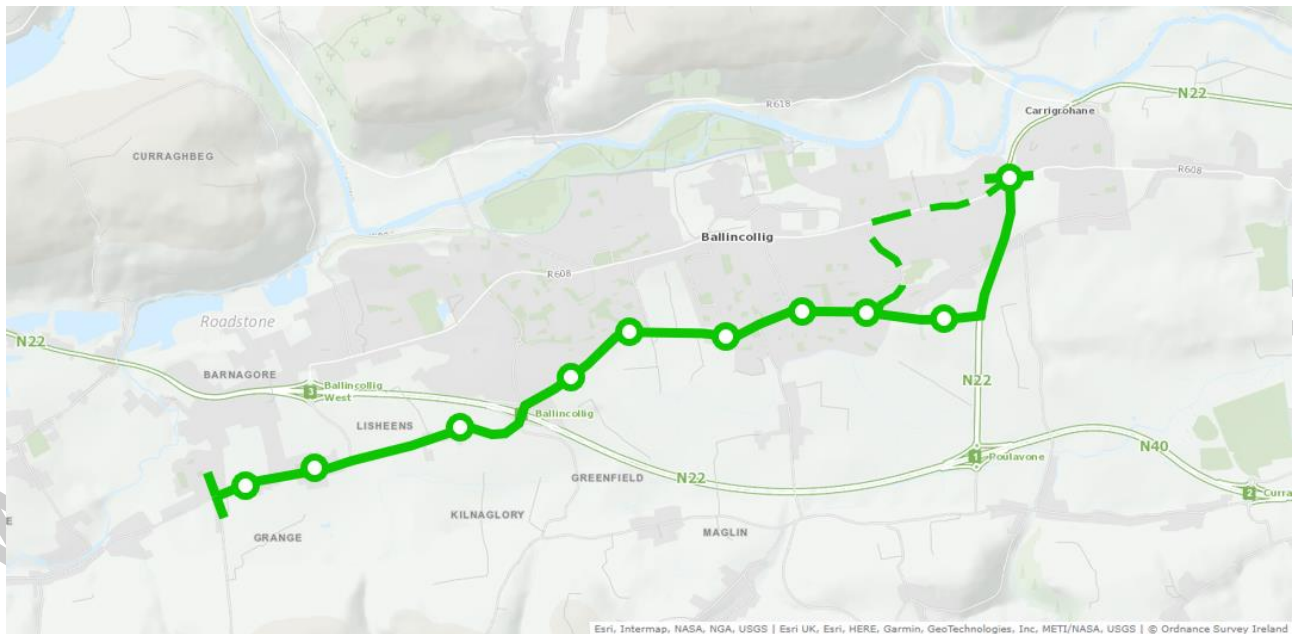 N22
R618
Carrigrohane
CURRAGHBEG
R608
Ballincollig
R608
Roadstone
N22
BARNAGORE
3
Ballincollig
West
N22
LISHEENS
Ballincollig
1
Poulavone
N40
GREENFIELD
N22
2
Curra
KILNAGLORY
E
MAGLIN
GRANGE
Esri, Intermap, NASA, NGA, USGS | Esri UK, Esri, HERE, Garmin, GeoTechnologies, Inc, METI/NASA, USGS | © Ordnance Survey Ireland